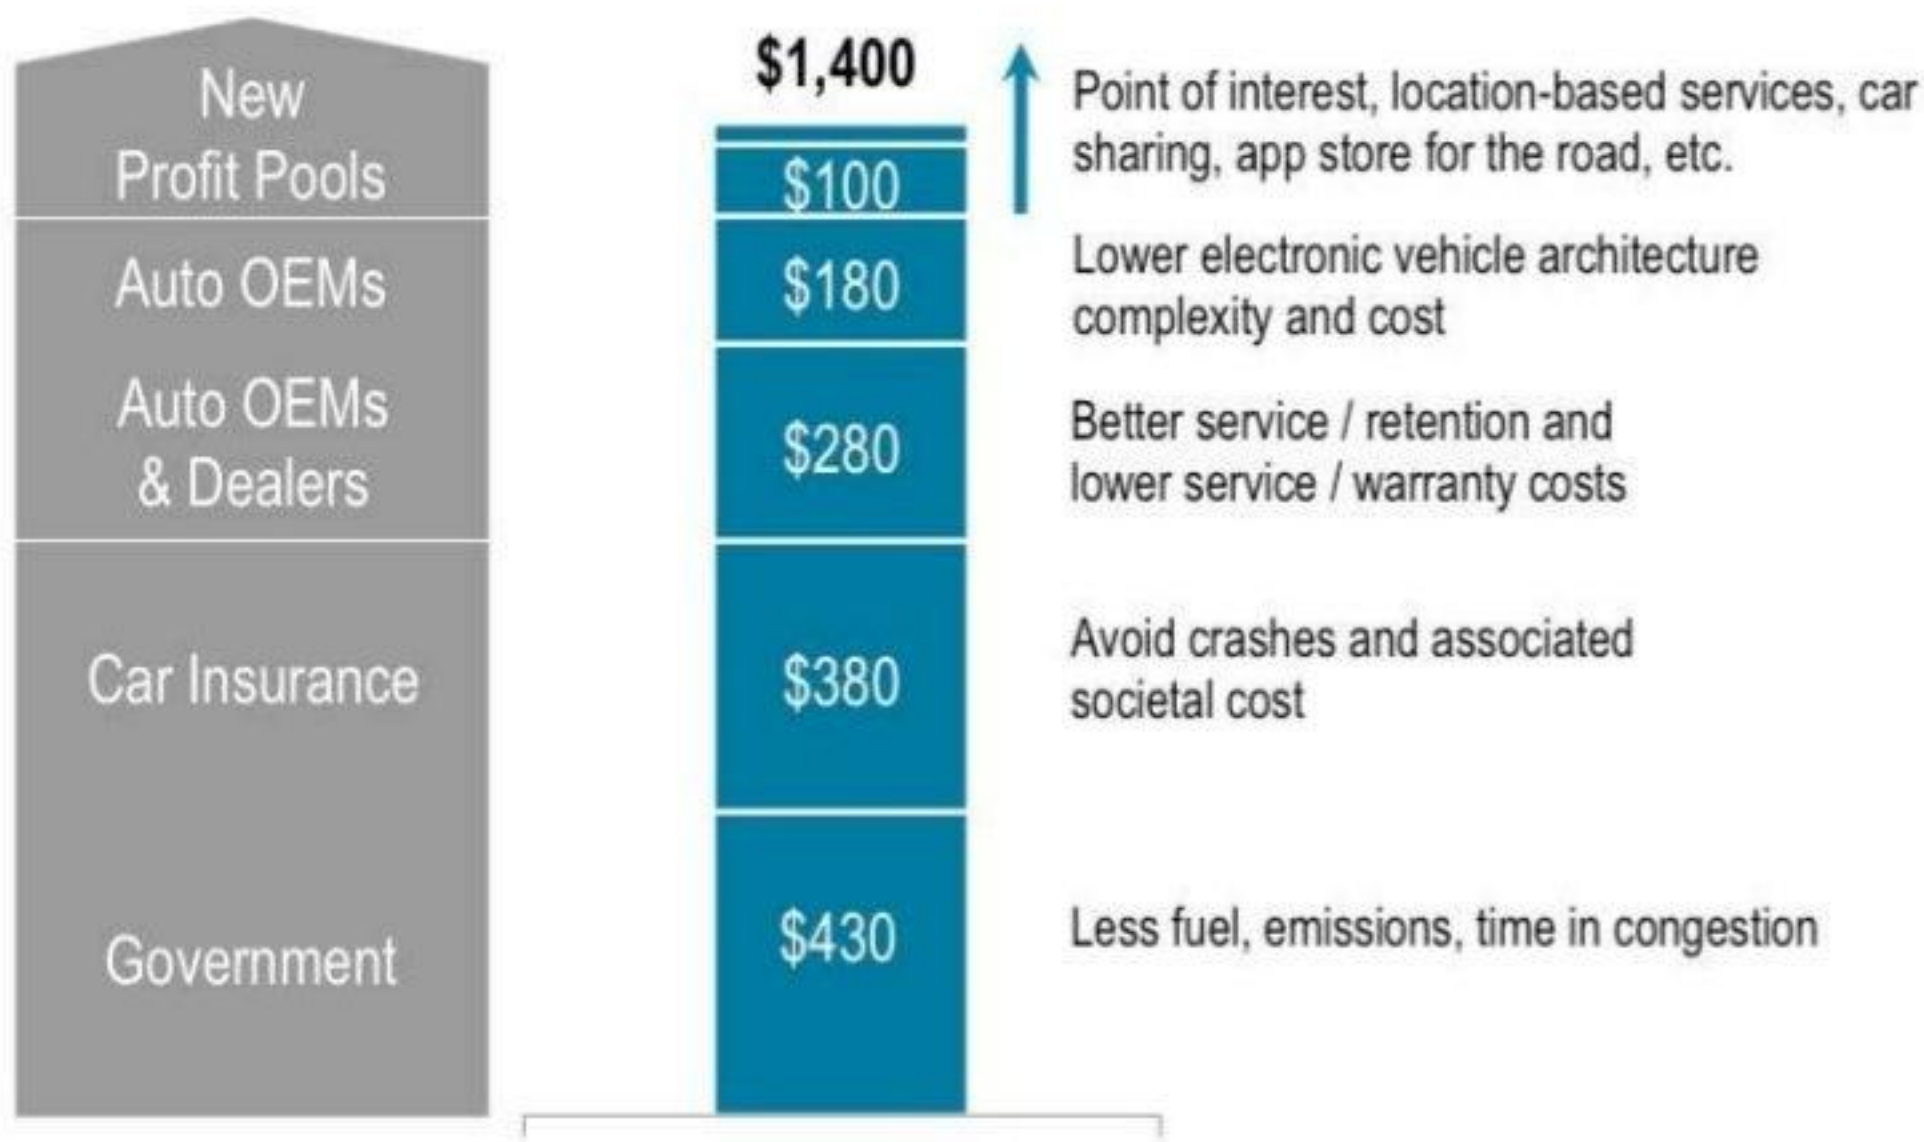 New
Profit Pools
$1,400
$100
Point of interest, location-based services, car
sharing, app store for the road, etc.
Auto OEMs
$180
Lower electronic vehicle architecture
complexity and cost
Auto OEMs
& Dealers
$280
Better service / retention and
lower service / warranty costs
Car Insurance
$380
Avoid crashes and associated
societal cost
Government
$430
Less fuel, emissions, time in congestion